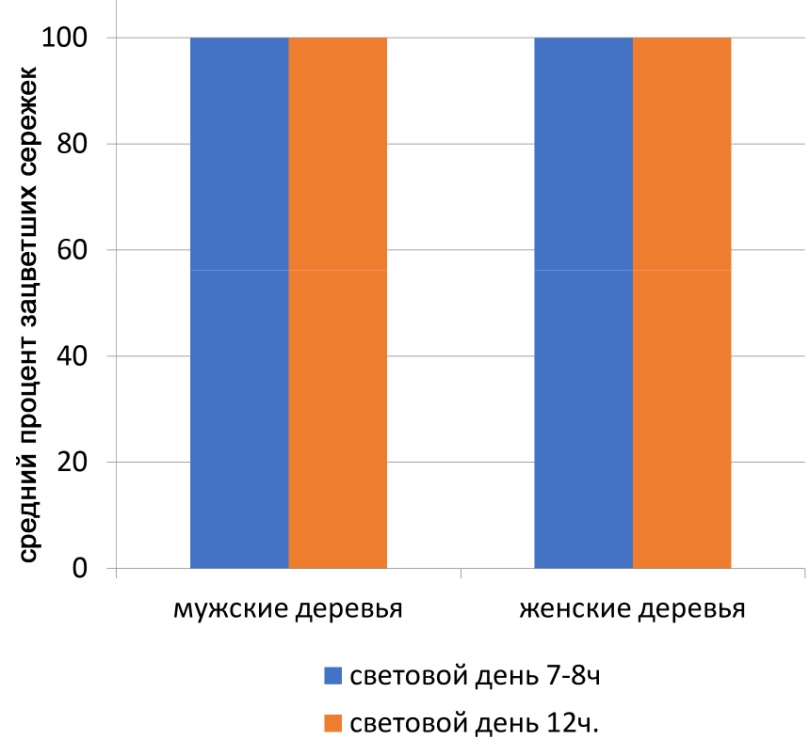 средний процент зацветших сережек
100
80
60
40
20
0
мужские деревья
женские деревья
световой день 7-8ч
световой день 12ч.